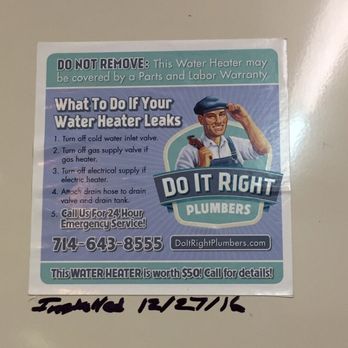 DO NOT REMOVE: This Water Heater may
be covered by a Parts and Labor Warranty.
What To Do If Your
Water Heater Leaks
1. Turn off cold water inlet valve.
2. Turn off gas supply valve if
gas heater.
3. Turn off electrical supply if
electric heater.
4. Attach drain hose to drain
valve and drain tank.
5. Call Us For 24 Hour
Emergency Service!
714-643-8555
DO IT RIGHT
PLUMBERS
DoItRightPlumbers.com
This WATER HEATER is worth $50! Call for details!
Installed 12/27/16